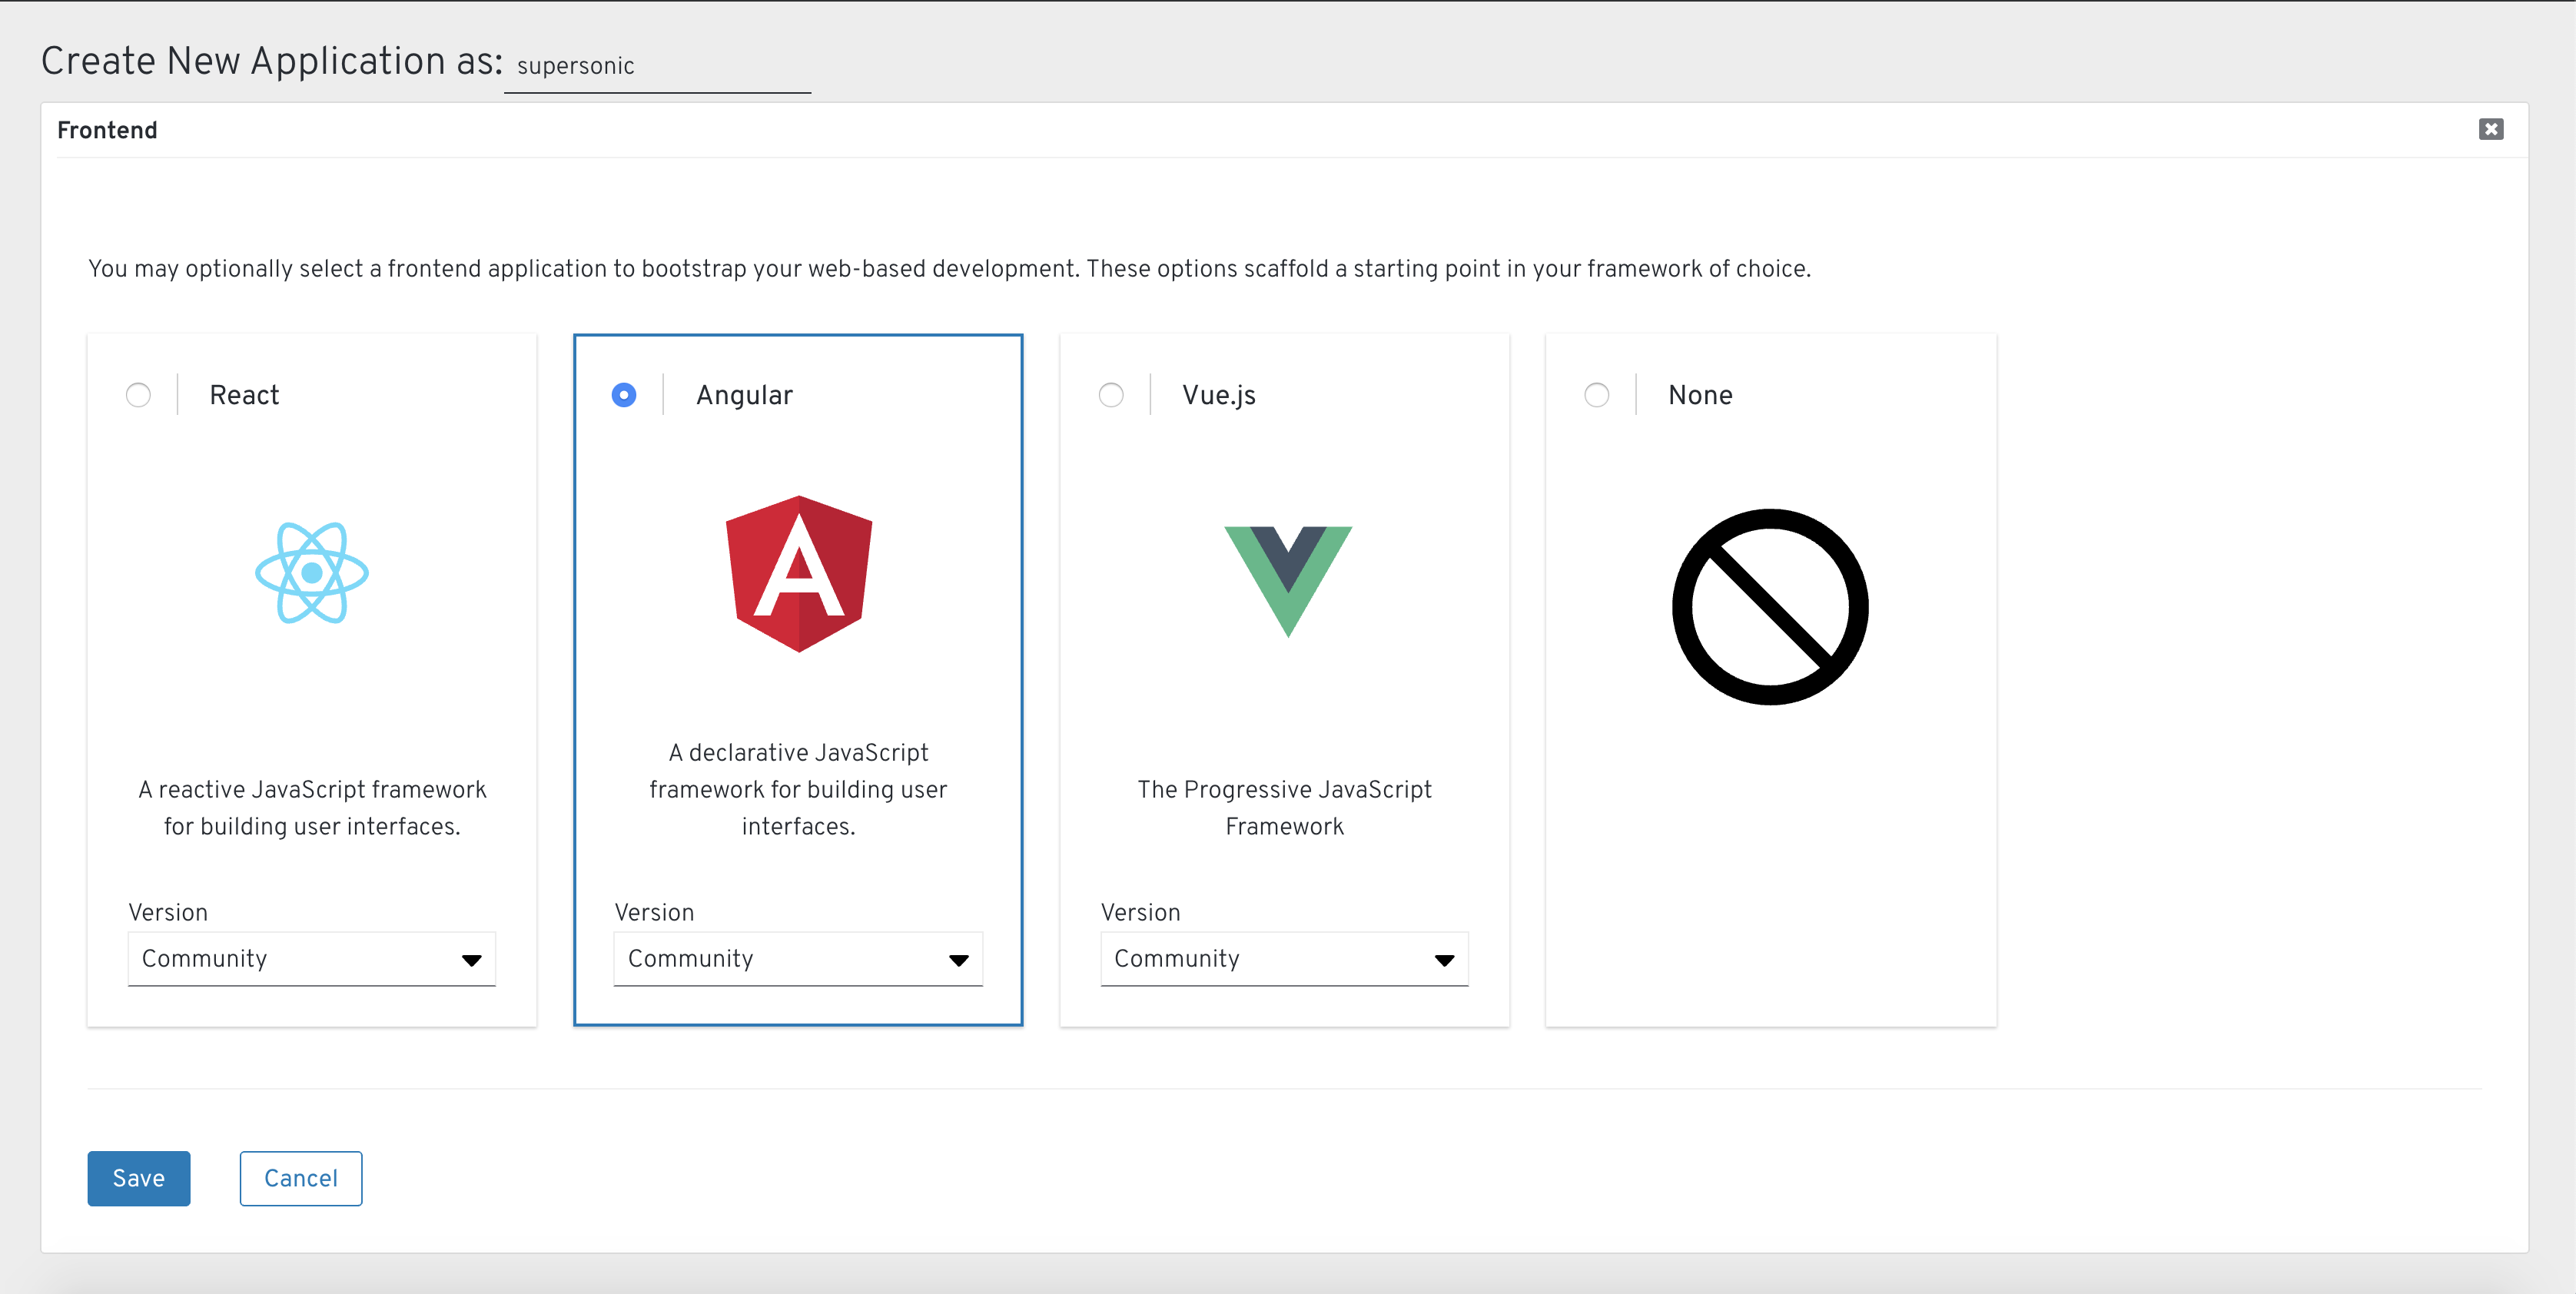 Create New Application as: supersonic
Frontend
You may optionally select a frontend application to bootstrap your web-based development. These options scaffold a starting point in your framework of choice.
React
A reactive JavaScript framework
for building user interfaces.
Version
Community
Angular
A declarative JavaScript
framework for building user
interfaces.
Version
Community
Vue.js
The Progressive JavaScript
Framework
Version
Community
None
Save
Cancel